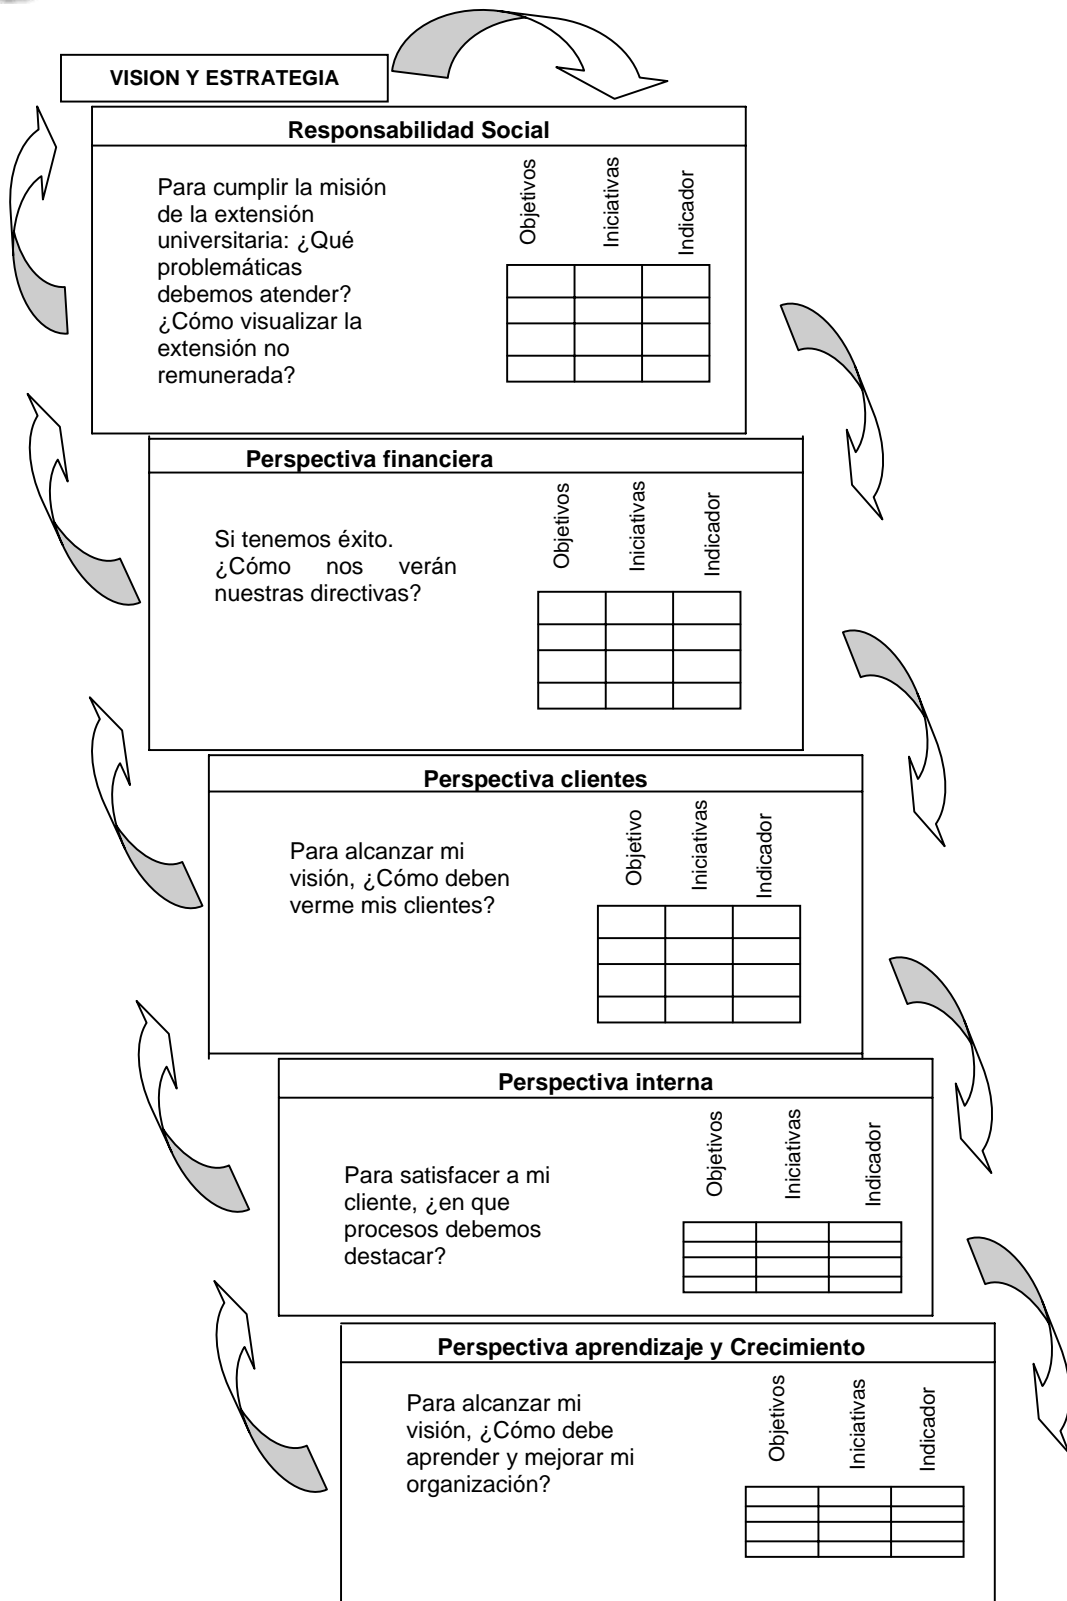 VISION Y ESTRATEGIA
Responsabilidad Social
Para cumplir la misión
de la extensión
universitaria: ¿Qué
problemáticas
debemos atender?
¿Cómo visualizar la
extensión no
remunerada?
Objetivos
Iniciativas
Indicador
Perspectiva financiera
Si tenemos éxito.
¿Cómo nos verán
nuestras directivas?
Objetivos
Iniciativas
Indicador
Perspectiva clientes
Para alcanzar mi
visión, ¿Cómo deben
verme mis clientes?
Objetivo
Iniciativas
Indicador
Perspectiva interna
Para satisfacer a mi
cliente, ¿en que
procesos debemos
destacar?
Objetivos
Iniciativas
Indicador
Perspectiva aprendizaje y Crecimiento
Para alcanzar mi
visión, ¿Cómo debe
aprender y mejorar mi
organización?
Objetivos
Iniciativas
Indicador